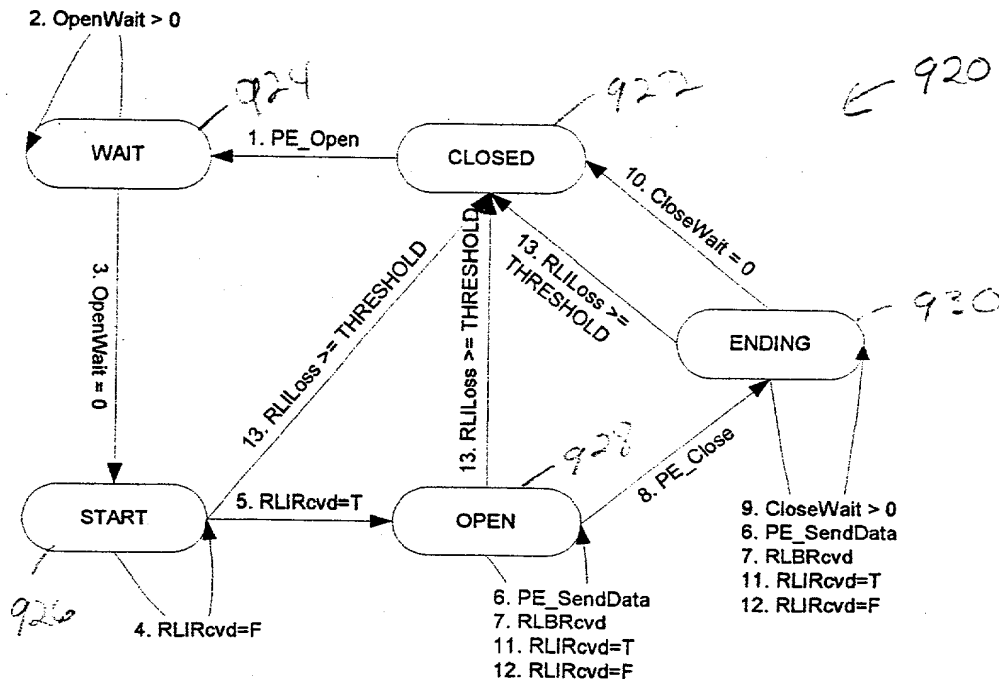 2. OpenWait > 0
924
922
920
WAIT
1. PE_Open
CLOSED
10. CloseWait = 0
3. OpenWait = 0
13. RLILoss >= THRESHOLD
13. RLILoss >= THRESHOLD
13. RLILoss >=
THRESHOLD
930
ENDING
928
8. PE_Close
START
5. RLIRcvd=T
OPEN
926
4. RLIRcvd=F
6. PE_SendData
7. RLBRcvd
11. RLIRcvd=T
12. RLIRcvd=F
9. CloseWait > 0
6. PE_SendData
7. RLBRcvd
11. RLIRcvd=T
12. RLIRcvd=F